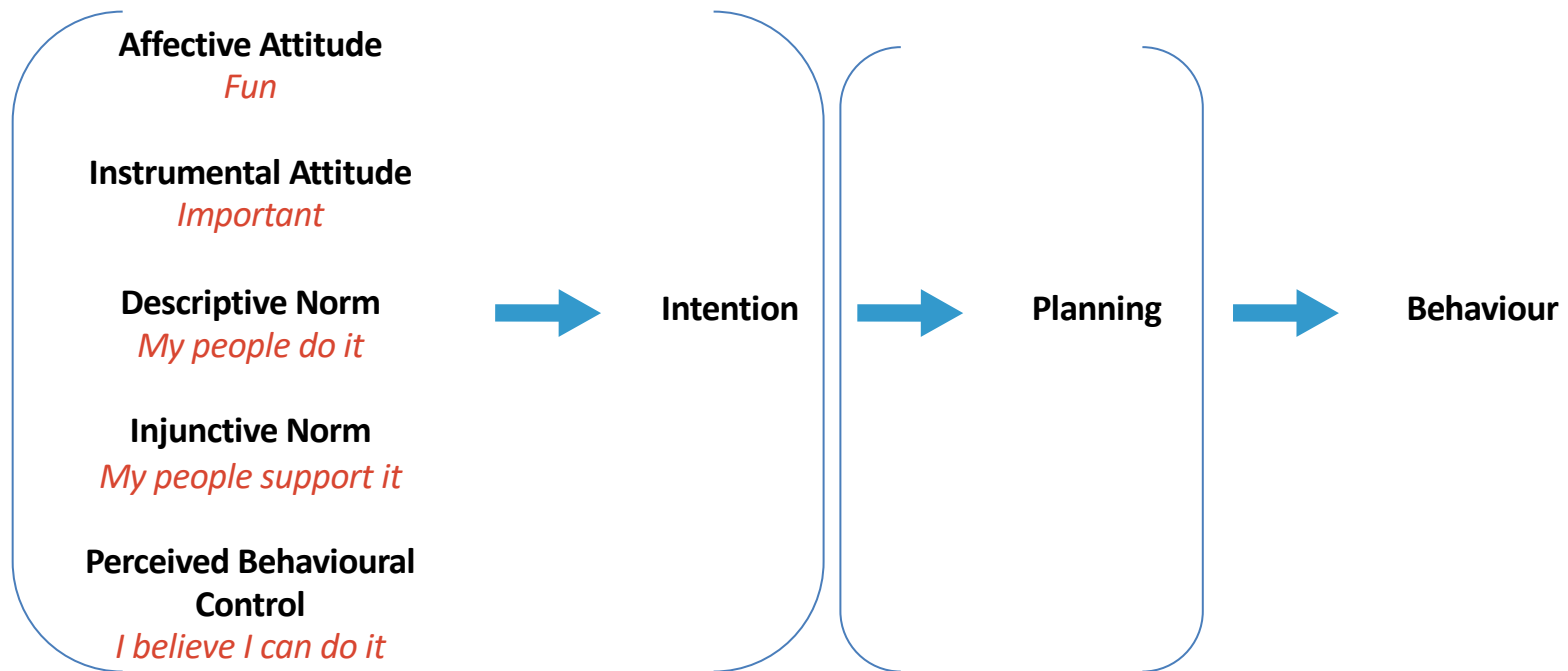 Affective Attitude
Fun
Instrumental Attitude
Important
Descriptive Norm
My people do it
Injunctive Norm
My people support it
Perceived Behavioural
Control
I believe I can do it
Intention
Planning
Behaviour